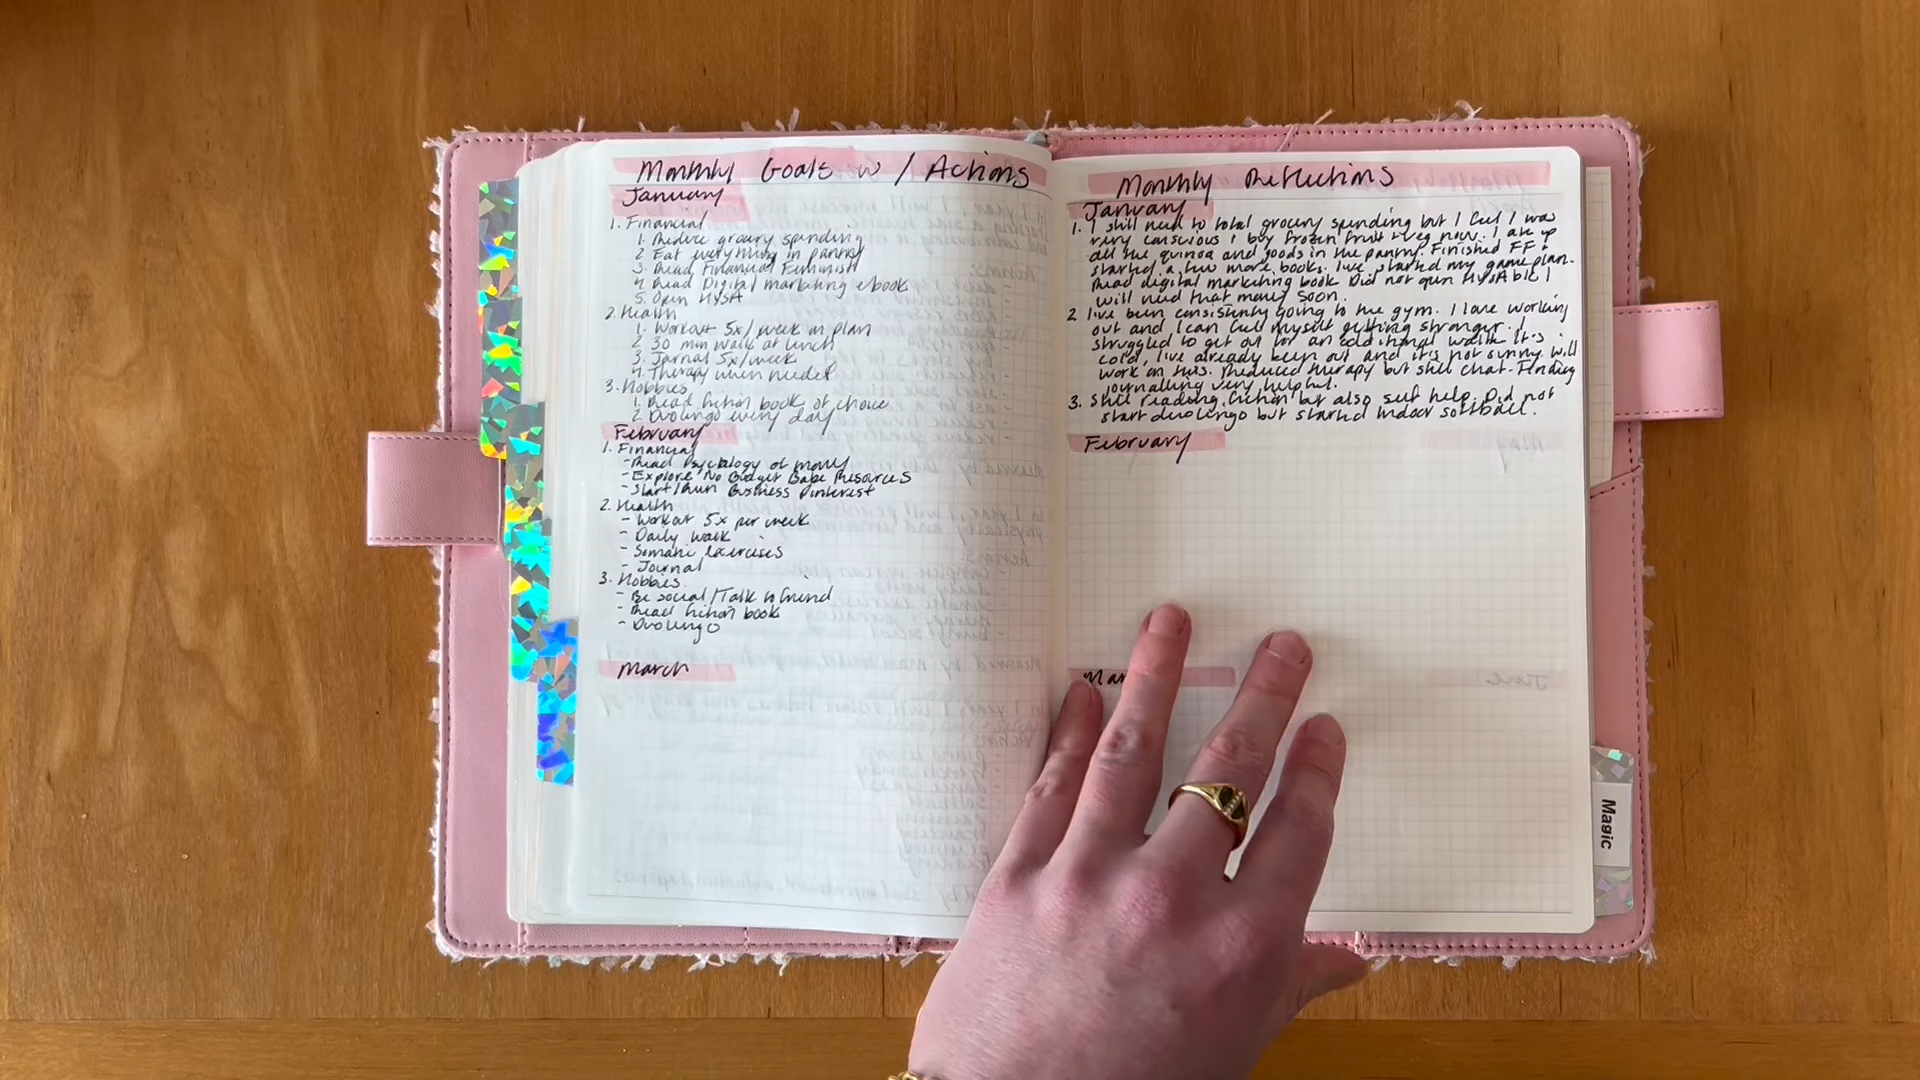 Monthly Goals w/ Actions
January
1. Financial
1. Reduce grocery spending
2. Eat everything in pantry
3. Read Financial Feminist
4. Read Digital marketing ebook
5. Open HYSA
2. Health
1. Workout 5x/week on plan
2. 30 min walk at lunch
3. Journal 5x/week
4. Therapy when needed
3. Hobbies
1. Read fiction book of choice
2. Duolingo every day
February
1. Financial
- Read Psycology of money
- Explore No Budget Babe Resources
- Start/Run Business Pinterest
2. Health
- Workout 5x per week
- Daily walk
- Somatic Exercises
- Journal
3. Hobbies
- Be social/Talk to friend
- Read fiction book
- Duolingo
March
Monthly Reflections
January
1. I still need to total grocery spending but I feel I was
very conscious I buy frozen fruit + veg now. I ate up
all the quinoa and foods in the pantry. Finished FF +
started a few more books. I've started my gameplan.
Read digital marketing book. Did not open HYSA b/c I
will need that money soon.
2. I've been consistently going to the gym. I love working
out and I can feel myself getting stronger. I
struggled to get out for an additional walk. It's
cold, I've already been out and it's not sunny. Will
work on this. Reduced therapy but still chat. Finding
journalling very helpful.
3. Still reading fiction but also self help. Did not
start duolingo but started indoor softball.
February
Mar
Magic